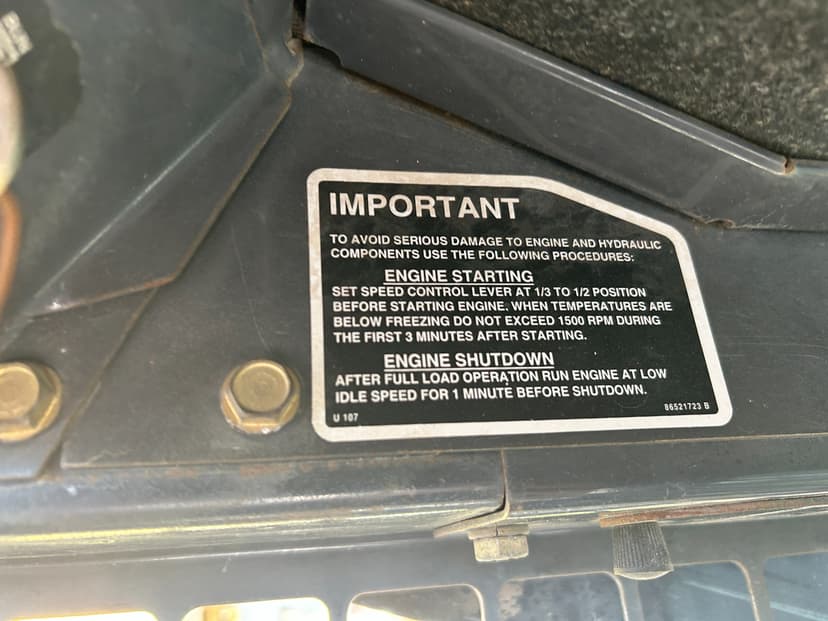 IMPORTANT
TO AVOID SERIOUS DAMAGE TO ENGINE AND HYDRAULIC
COMPONENTS USE THE FOLLOWING PROCEDURES:
ENGINE STARTING
SET SPEED CONTROL LEVER AT 1/3 TO 1/2 POSITION
BEFORE STARTING ENGINE. WHEN TEMPERATURES ARE
BELOW FREEZING DO NOT EXCEED 1500 RPM DURING
THE FIRST 3 MINUTES AFTER STARTING.
ENGINE SHUTDOWN
AFTER FULL LOAD OPERATION RUN ENGINE AT LOW
IDLE SPEED FOR 1 MINUTE BEFORE SHUTDOWN.
U 107 86521723 B